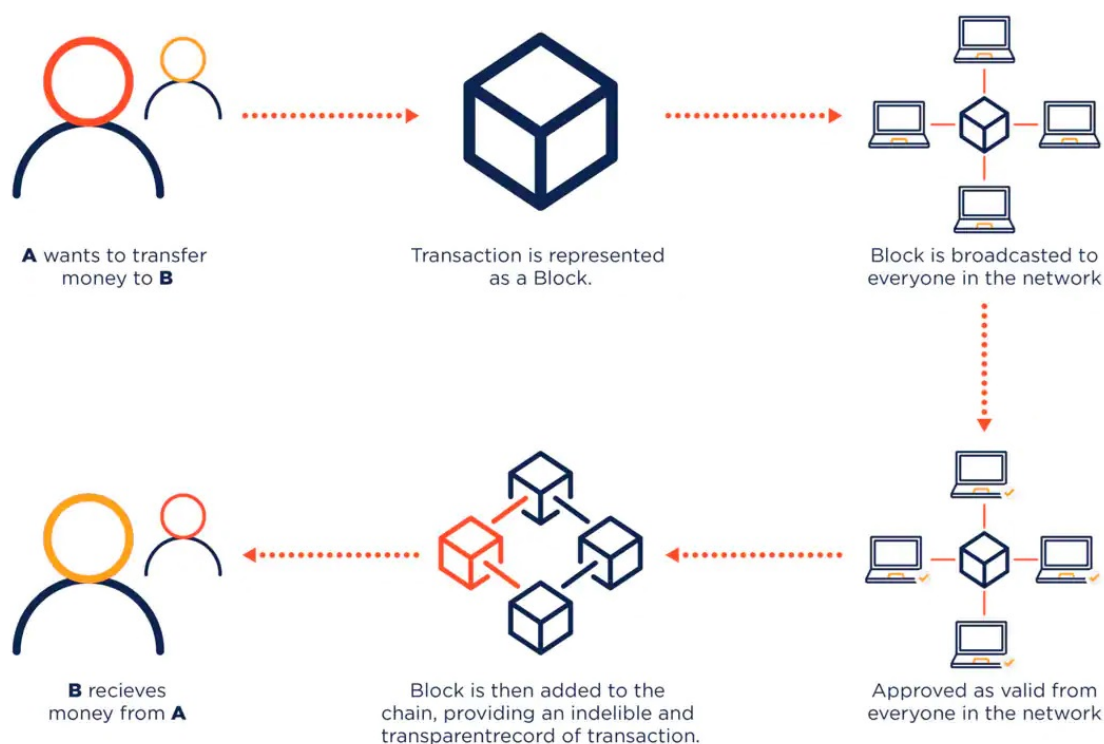 A wants to transfer
money to B
Transaction is represented
as a Block.
Block is broadcasted to
everyone in the network
B recieves
money from A
Block is then added to the
chain, providing an indelible and
transparentrecord of transaction.
Approved as valid from
everyone in the network